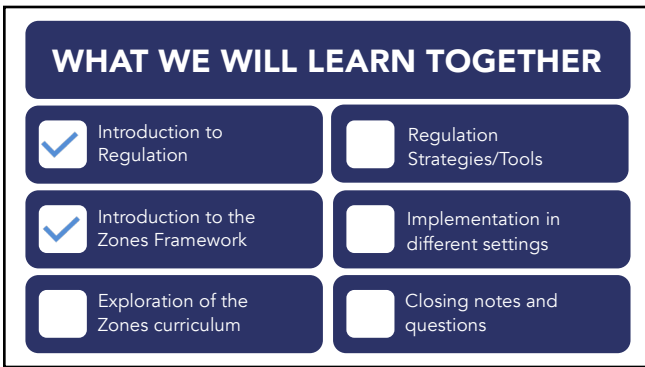 WHAT WE WILL LEARN TOGETHER
Introduction to
Regulation
Regulation
Strategies/Tools
Introduction to the
Zones Framework
Implementation in
different settings
Exploration of the
Zones curriculum
Closing notes and
questions